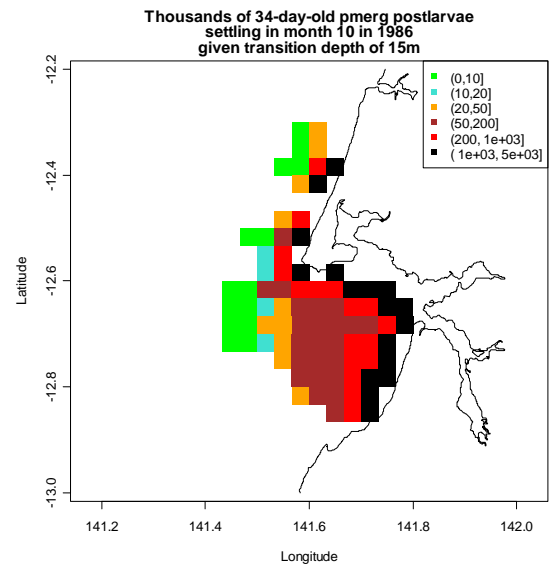 Thousands of 34-day-old pmerg postlarvae
settling in month 10 in 1986
given transition depth of 15m
(0,10]
(10,20]
(20,50]
(50,200]
(200, 1e+03]
( 1e+03, 5e+03]
-12.2
-12.4
-12.6
-12.8
-13.0
Latitude
141.2 141.4 141.6 141.8 142.0
Longitude